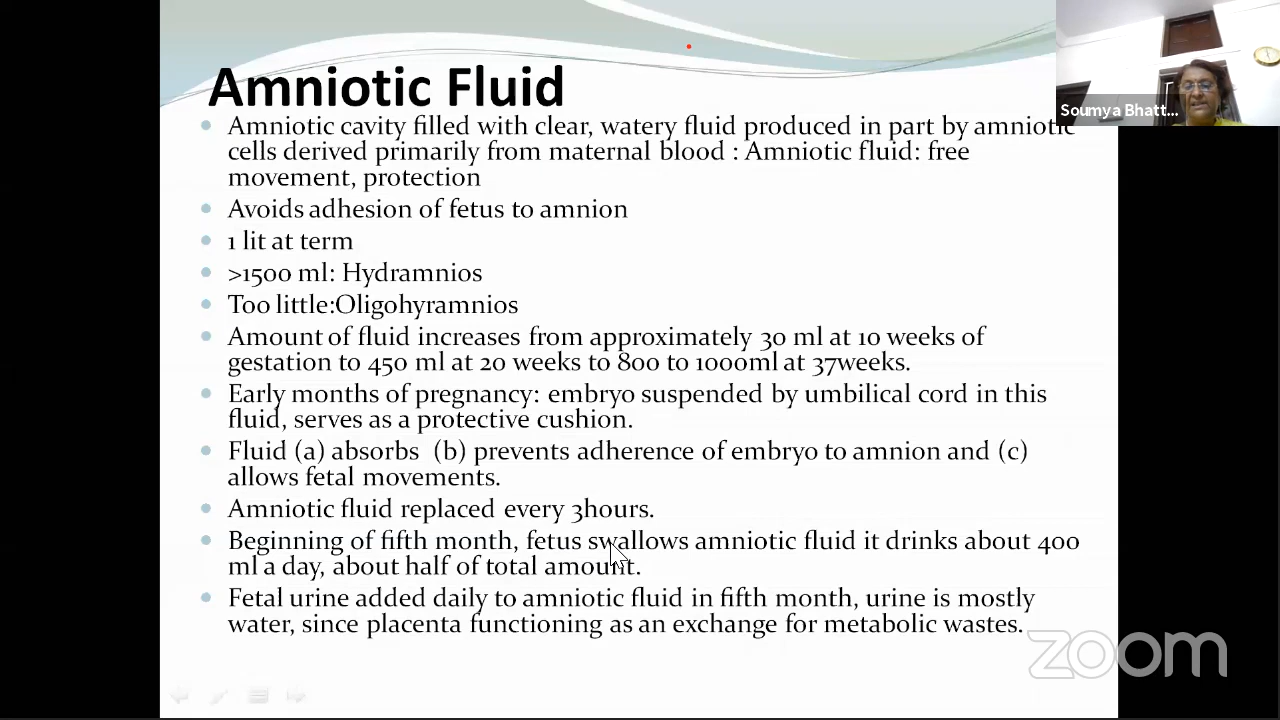 Amniotic Fluid
Soumya Bhatt...
Amniotic cavity filled with clear, watery fluid produced in part by amniotic
cells derived primarily from maternal blood : Amniotic fluid: free
movement, protection
Avoids adhesion of fetus to amnion
1 lit at term
>1500 ml: Hydramnios
Too little:Oligohyramnios
Amount of fluid increases from approximately 30 ml at 10 weeks of
gestation to 450 ml at 20 weeks to 800 to 1000ml at 37weeks.
Early months of pregnancy: embryo suspended by umbilical cord in this
fluid, serves as a protective cushion.
Fluid (a) absorbs (b) prevents adherence of embryo to amnion and (c)
allows fetal movements.
Amniotic fluid replaced every 3hours.
Beginning of fifth month, fetus swallows amniotic fluid it drinks about 400
ml a day, about half of total amount.
Fetal urine added daily to amniotic fluid in fifth month, urine is mostly
water, since placenta functioning as an exchange for metabolic wastes.
zoom